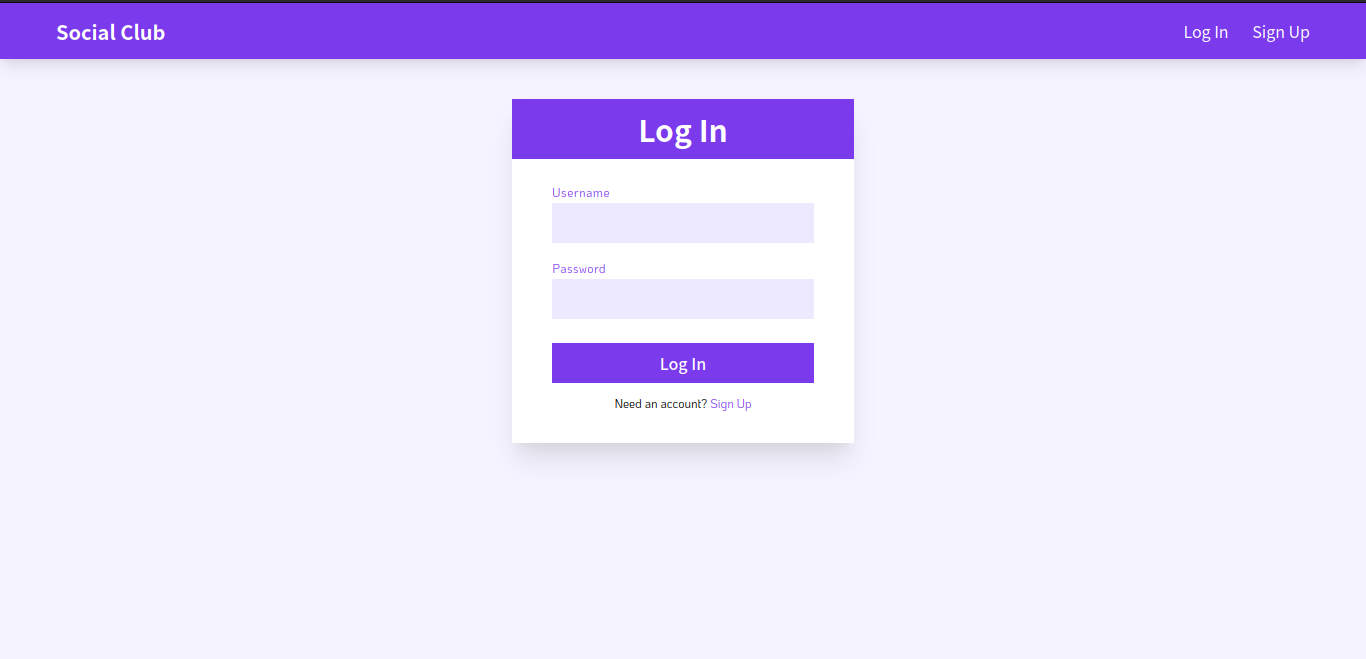 Social Club
Log In Sign Up
Log In
Username
Password
Log In
Need an account? Sign Up